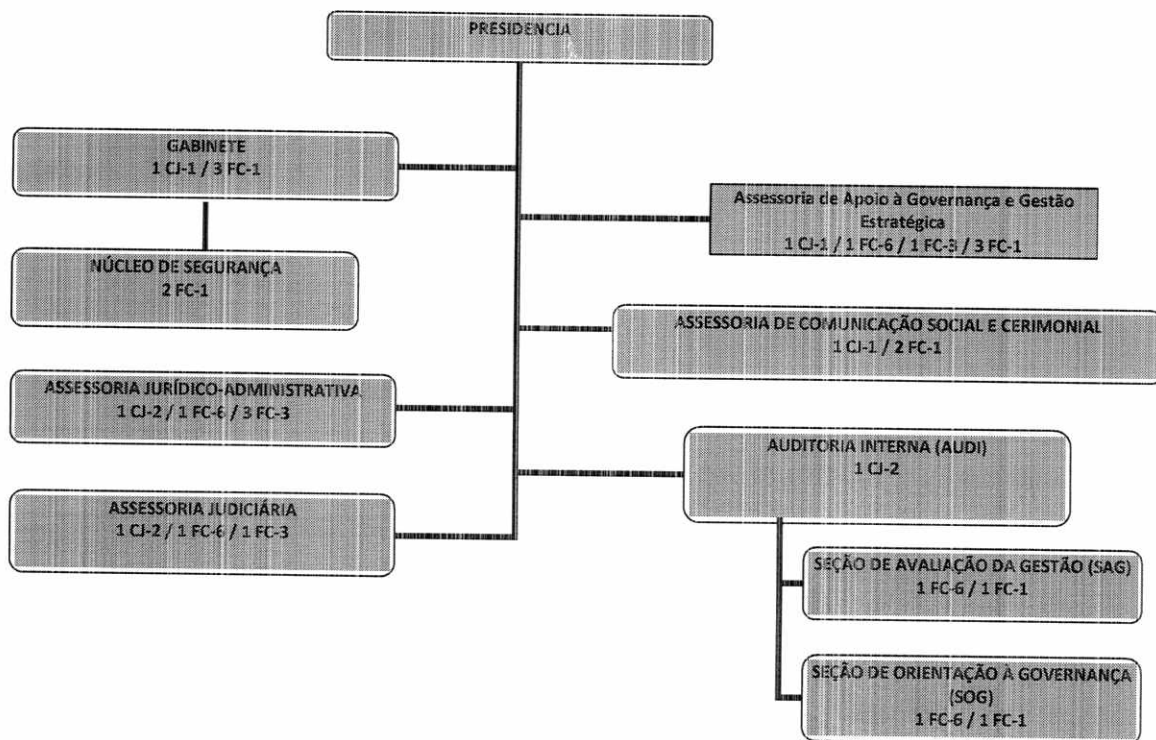 PRESIDENCIA
GABINETE
1 CJ-1 / 3 FC-1
NÚCLEO DE SEGURANÇA
2 FC-1
ASSESSORIA JURÍDICO-ADMINISTRATIVA
1 CJ-2 / 1 FC-6 / 3 FC-3
ASSESSORIA JUDICIÁRIA
1 CJ-2 / 1 FC-6 / 1 FC-3
Assessoria de Apoio à Governança e Gestão
Estratégica
1 CJ-1 / 1 FC-6 / 1 FC-3 / 3 FC-1
ASSESSORIA DE COMUNICAÇÃO SOCIAL E CERIMONIAL
1 CJ-1 / 2 FC-1
AUDITORIA INTERNA (AUDI)
1 CJ-2
SEÇÃO DE AVALIAÇÃO DA GESTÃO (SAG)
1 FC-6 / 1 FC-1
SEÇÃO DE ORIENTAÇÃO À GOVERNANÇA
(SOG)
1 FC-6 / 1 FC-1